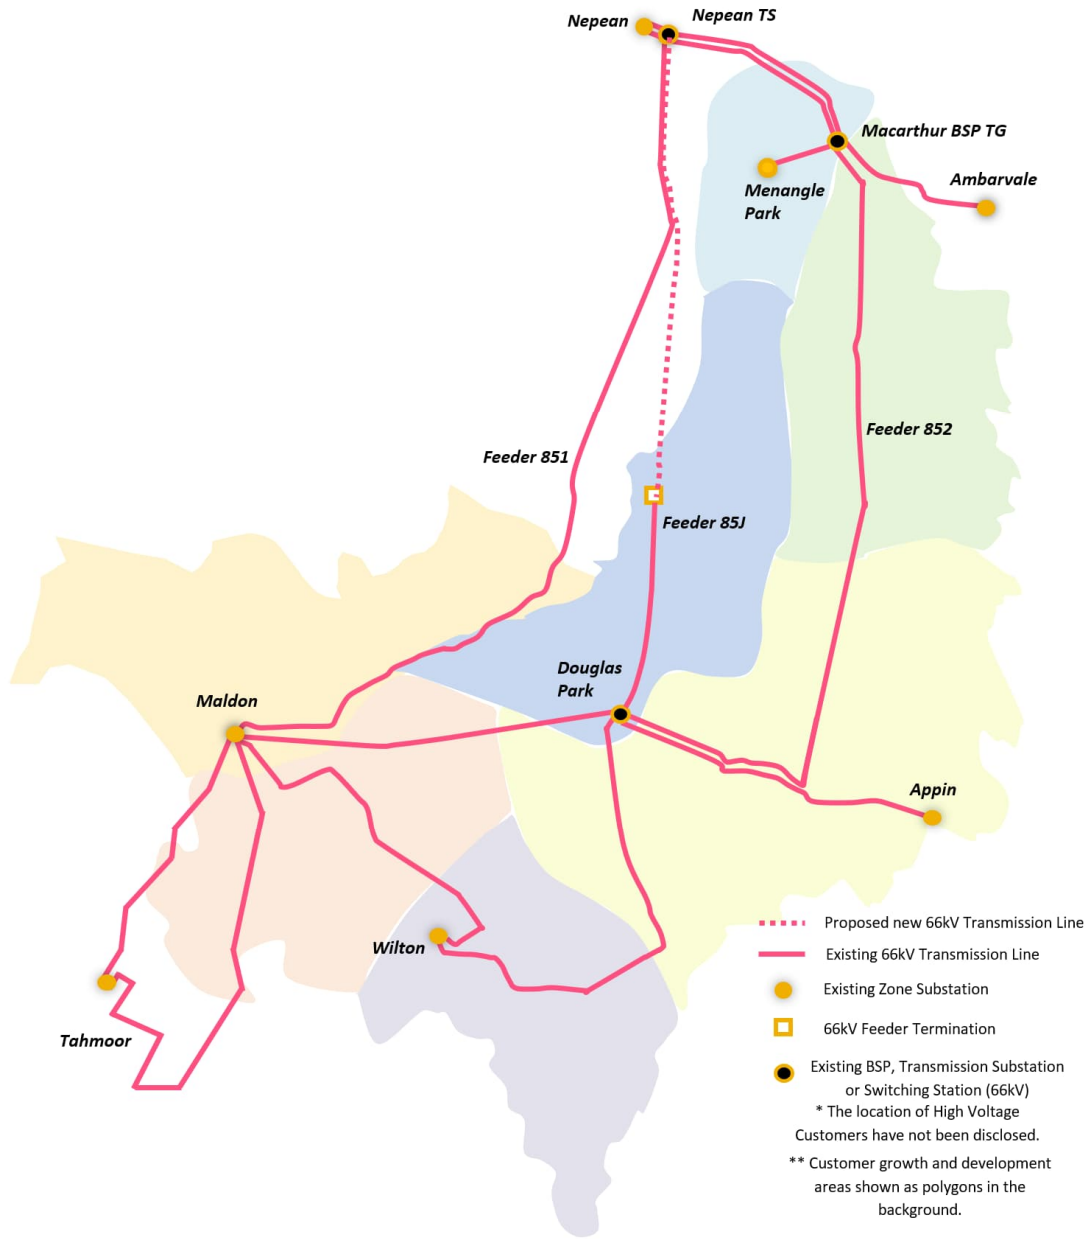 Nepean
Nepean TS
Macarthur BSP TG
Ambarvale
Menangle
Park
Feeder 852
Feeder 851
Feeder 85J
Douglas
Park
Maldon
Appin
Wilton
Tahmoor
Proposed new 66kV Transmission Line
Existing 66kV Transmission Line
Existing Zone Substation
66kV Feeder Termination
Existing BSP, Transmission Substation
or Switching Station (66kV)
* The location of High Voltage
Customers have not been disclosed.
** Customer growth and development
areas shown as polygons in the
background.